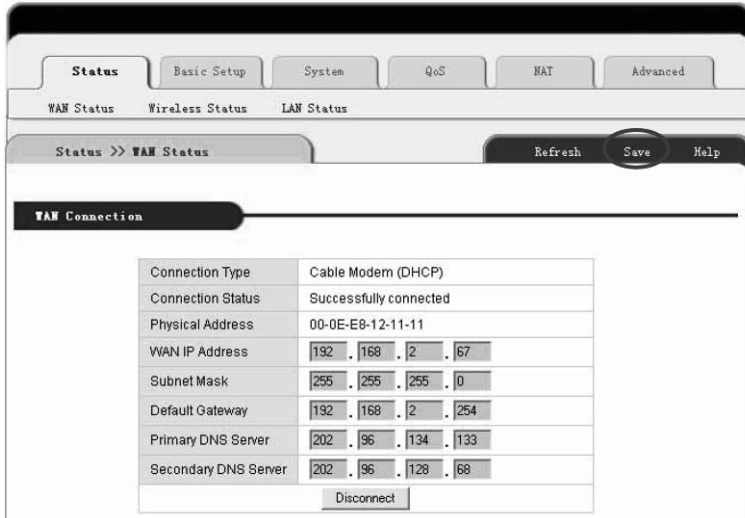 Status Basic Setup System QoS NAT Advanced
WAN Status Wireless Status LAN Status
Status >> WAN Status Refresh Save Help
WAN Connection
Connection Type Cable Modem (DHCP)
Connection Status Successfully connected
Physical Address 00-0E-E8-12-11-11
WAN IP Address 192 . 168 . 2 . 67
Subnet Mask 255 . 255 . 255 . 0
Default Gateway 192 . 168 . 2 . 254
Primary DNS Server 202 . 96 . 134 . 133
Secondary DNS Server 202 . 96 . 128 . 68
Disconnect